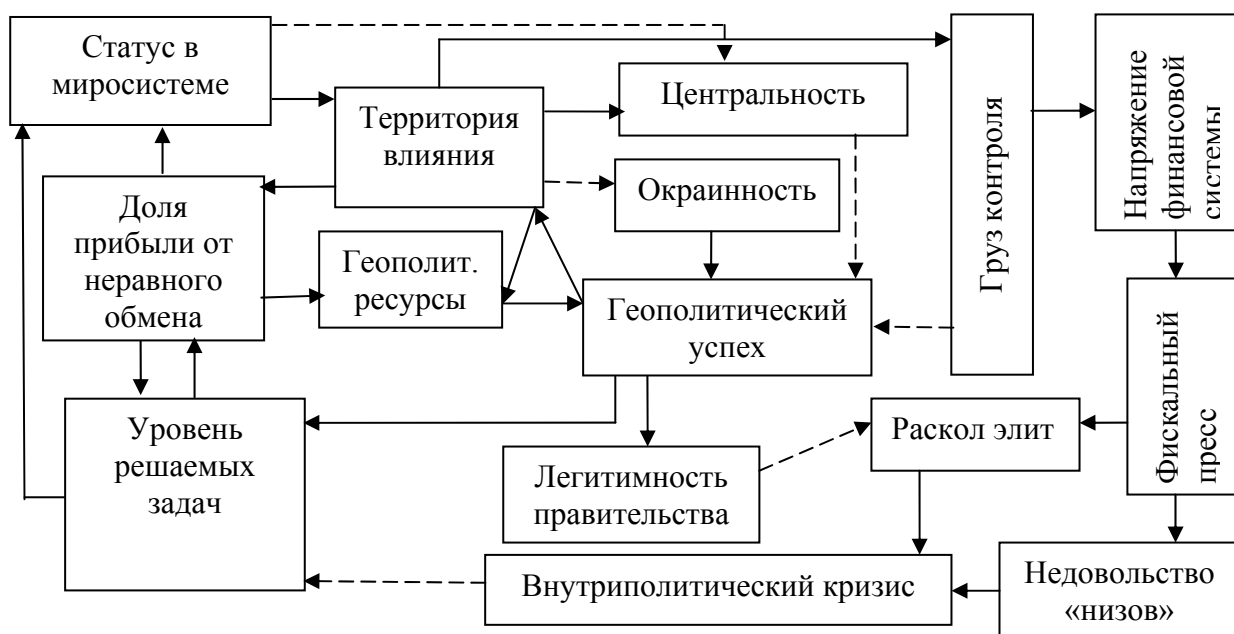 Статус в
миросистеме
Территория
влияния
Центральность
Окраинность
Груз контроля
Напряжение
финансовой
системы
Доля
прибыли от
неравного
обмена
Геополит.
ресурсы
Геополитический
успех
Фискальный
пресс
Уровень
решаемых
задач
Легитимность
правительства
Раскол элит
Внутриполитический кризис
Недовольство
«низов»